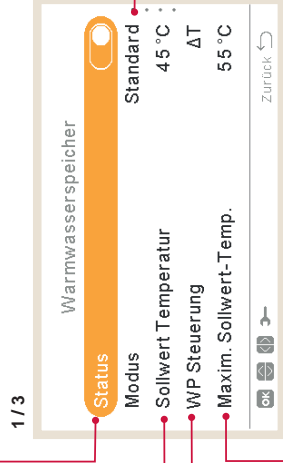 1 / 3
Warmwasserspeicher
Status
Modus Standard
Sollwert Temperatur 45°C
WP Steuerung ΔT
Maxim. Sollwert-Temp. 55°C
OK Zurück